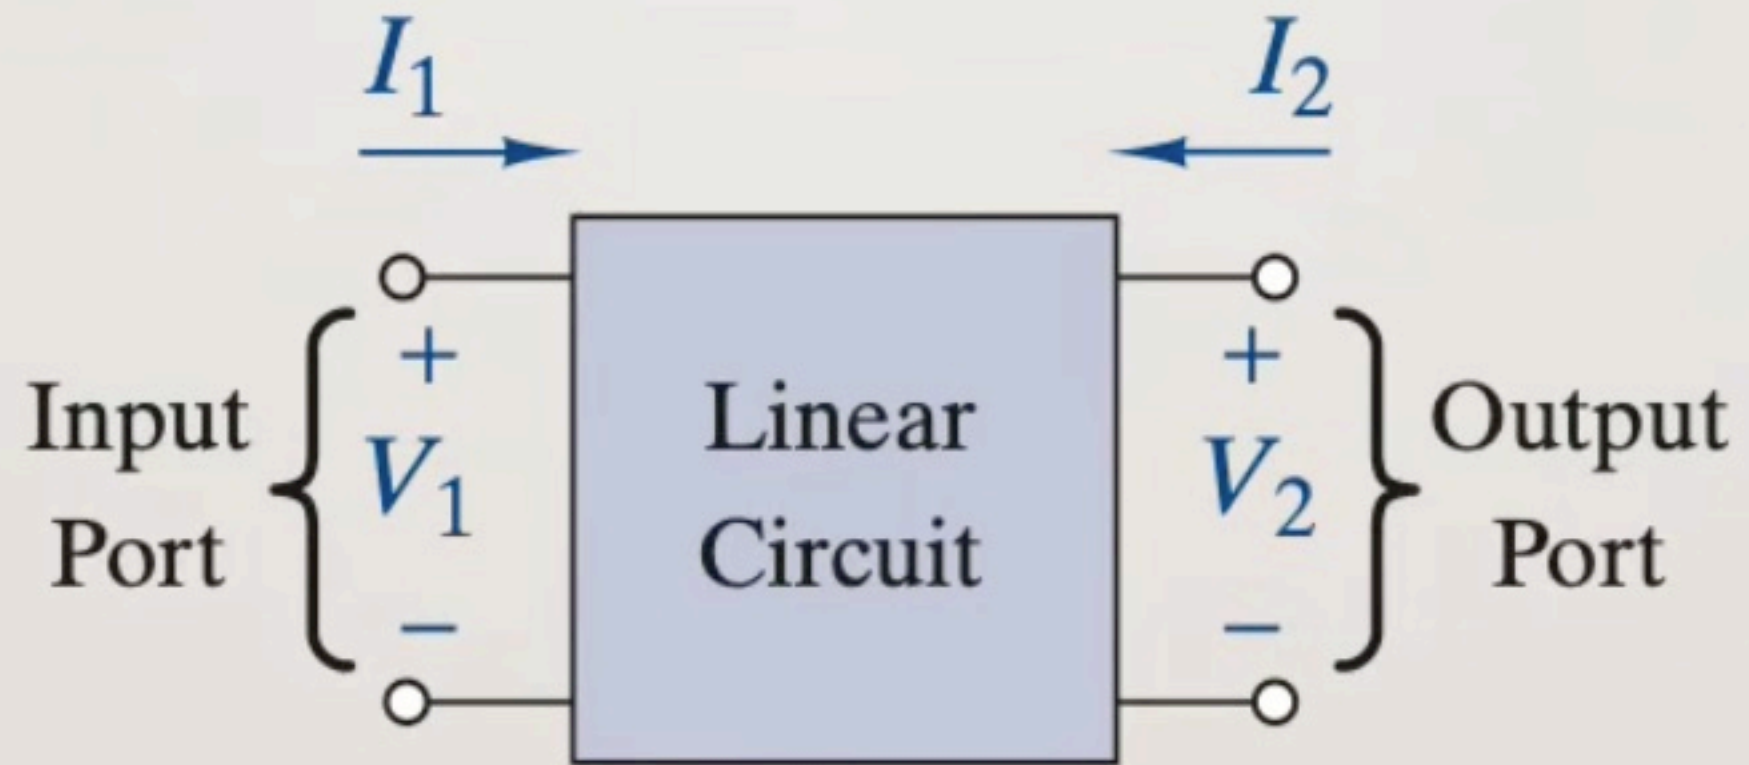 I₁
I₂
+
+
Input
Port
V₁
Linear
Circuit
V₂
Output
Port
−
−